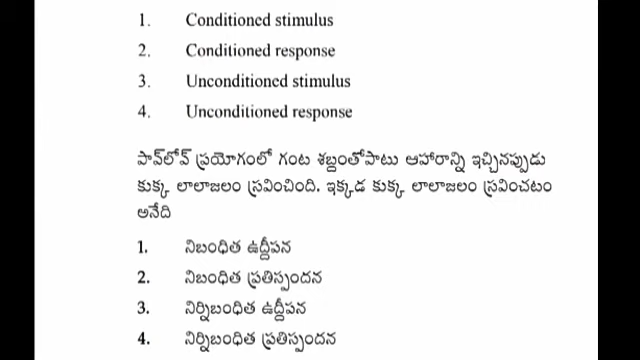 1. Conditioned stimulus
2. Conditioned response
3. Unconditioned stimulus
4. Unconditioned response
పావ్‌లోవ్ ప్రయోగంలో గంట శబ్దంతోపాటు ఆహారాన్ని ఇచ్చినప్పుడు
కుక్క లాలాజలం స్రవించింది. ఇక్కడ కుక్క లాలాజలం స్రవించటం
అనేది
1. నిబంధిత ఉద్దీపన
2. నిబంధిత ప్రతిస్పందన
3. నిర్నిబంధిత ఉద్దీపన
4. నిర్నిబంధిత ప్రతిస్పందన